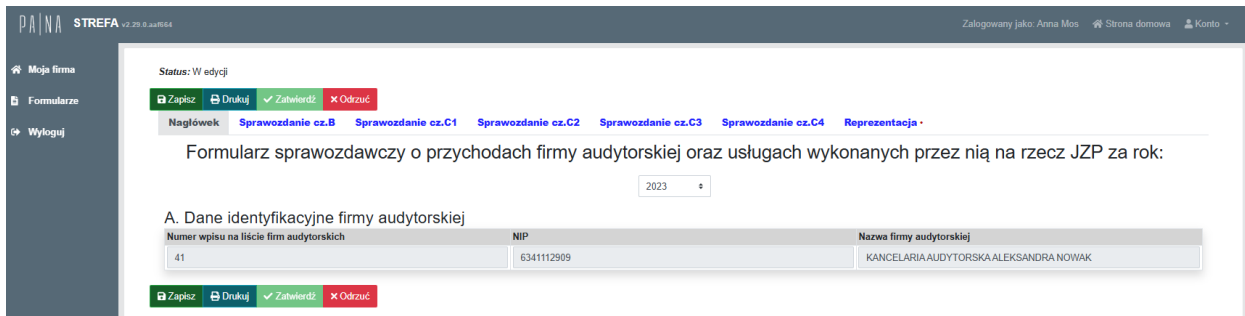 PA|NA STREFA v2.29.0.aaf664 Zalogowany jako: Anna Mos Strona domowa Konto
Moja firma
Formularze
Wyloguj
Status: W edycji
Zapisz Drukuj Zatwierdź Odrzuć
Nagłówek Sprawozdanie cz.B Sprawozdanie cz.C1 Sprawozdanie cz.C2 Sprawozdanie cz.C3 Sprawozdanie cz.C4 Reprezentacja
Formularz sprawozdawczy o przychodach firmy audytorskiej oraz usługach wykonanych przez nią na rzecz JZP za rok:
2023
A. Dane identyfikacyjne firmy audytorskiej
Numer wpisu na liście firm audytorskich NIP Nazwa firmy audytorskiej
41 6341112909 KANCELARIA AUDYTORSKA ALEKSANDRA NOWAK
Zapisz Drukuj Zatwierdź Odrzuć